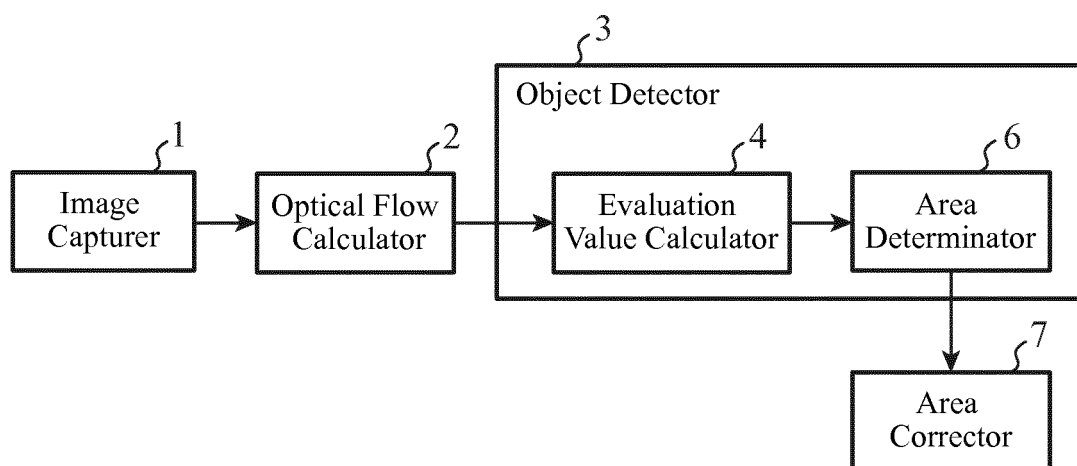 3
Object Detector
1
2
4
6
Image
Capturer
Optical Flow
Calculator
Evaluation
Value Calculator
Area
Determinator
7
Area
Corrector